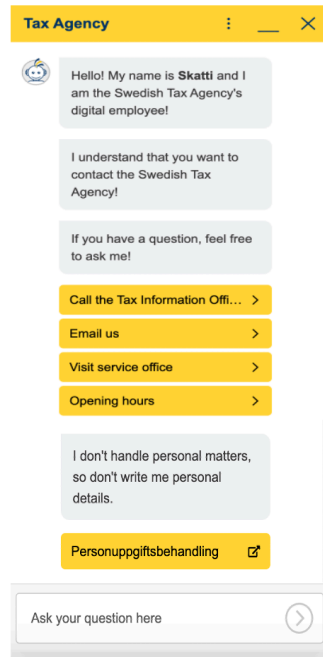 Tax Agency
Hello! My name is Skatti and I
am the Swedish Tax Agency's
digital employee!
I understand that you want to
contact the Swedish Tax
Agency!
If you have a question, feel free
to ask me!
Call the Tax Information Offi...
Email us
Visit service office
Opening hours
I don't handle personal matters,
so don't write me personal
details.
Personuppgiftsbehandling
Ask your question here